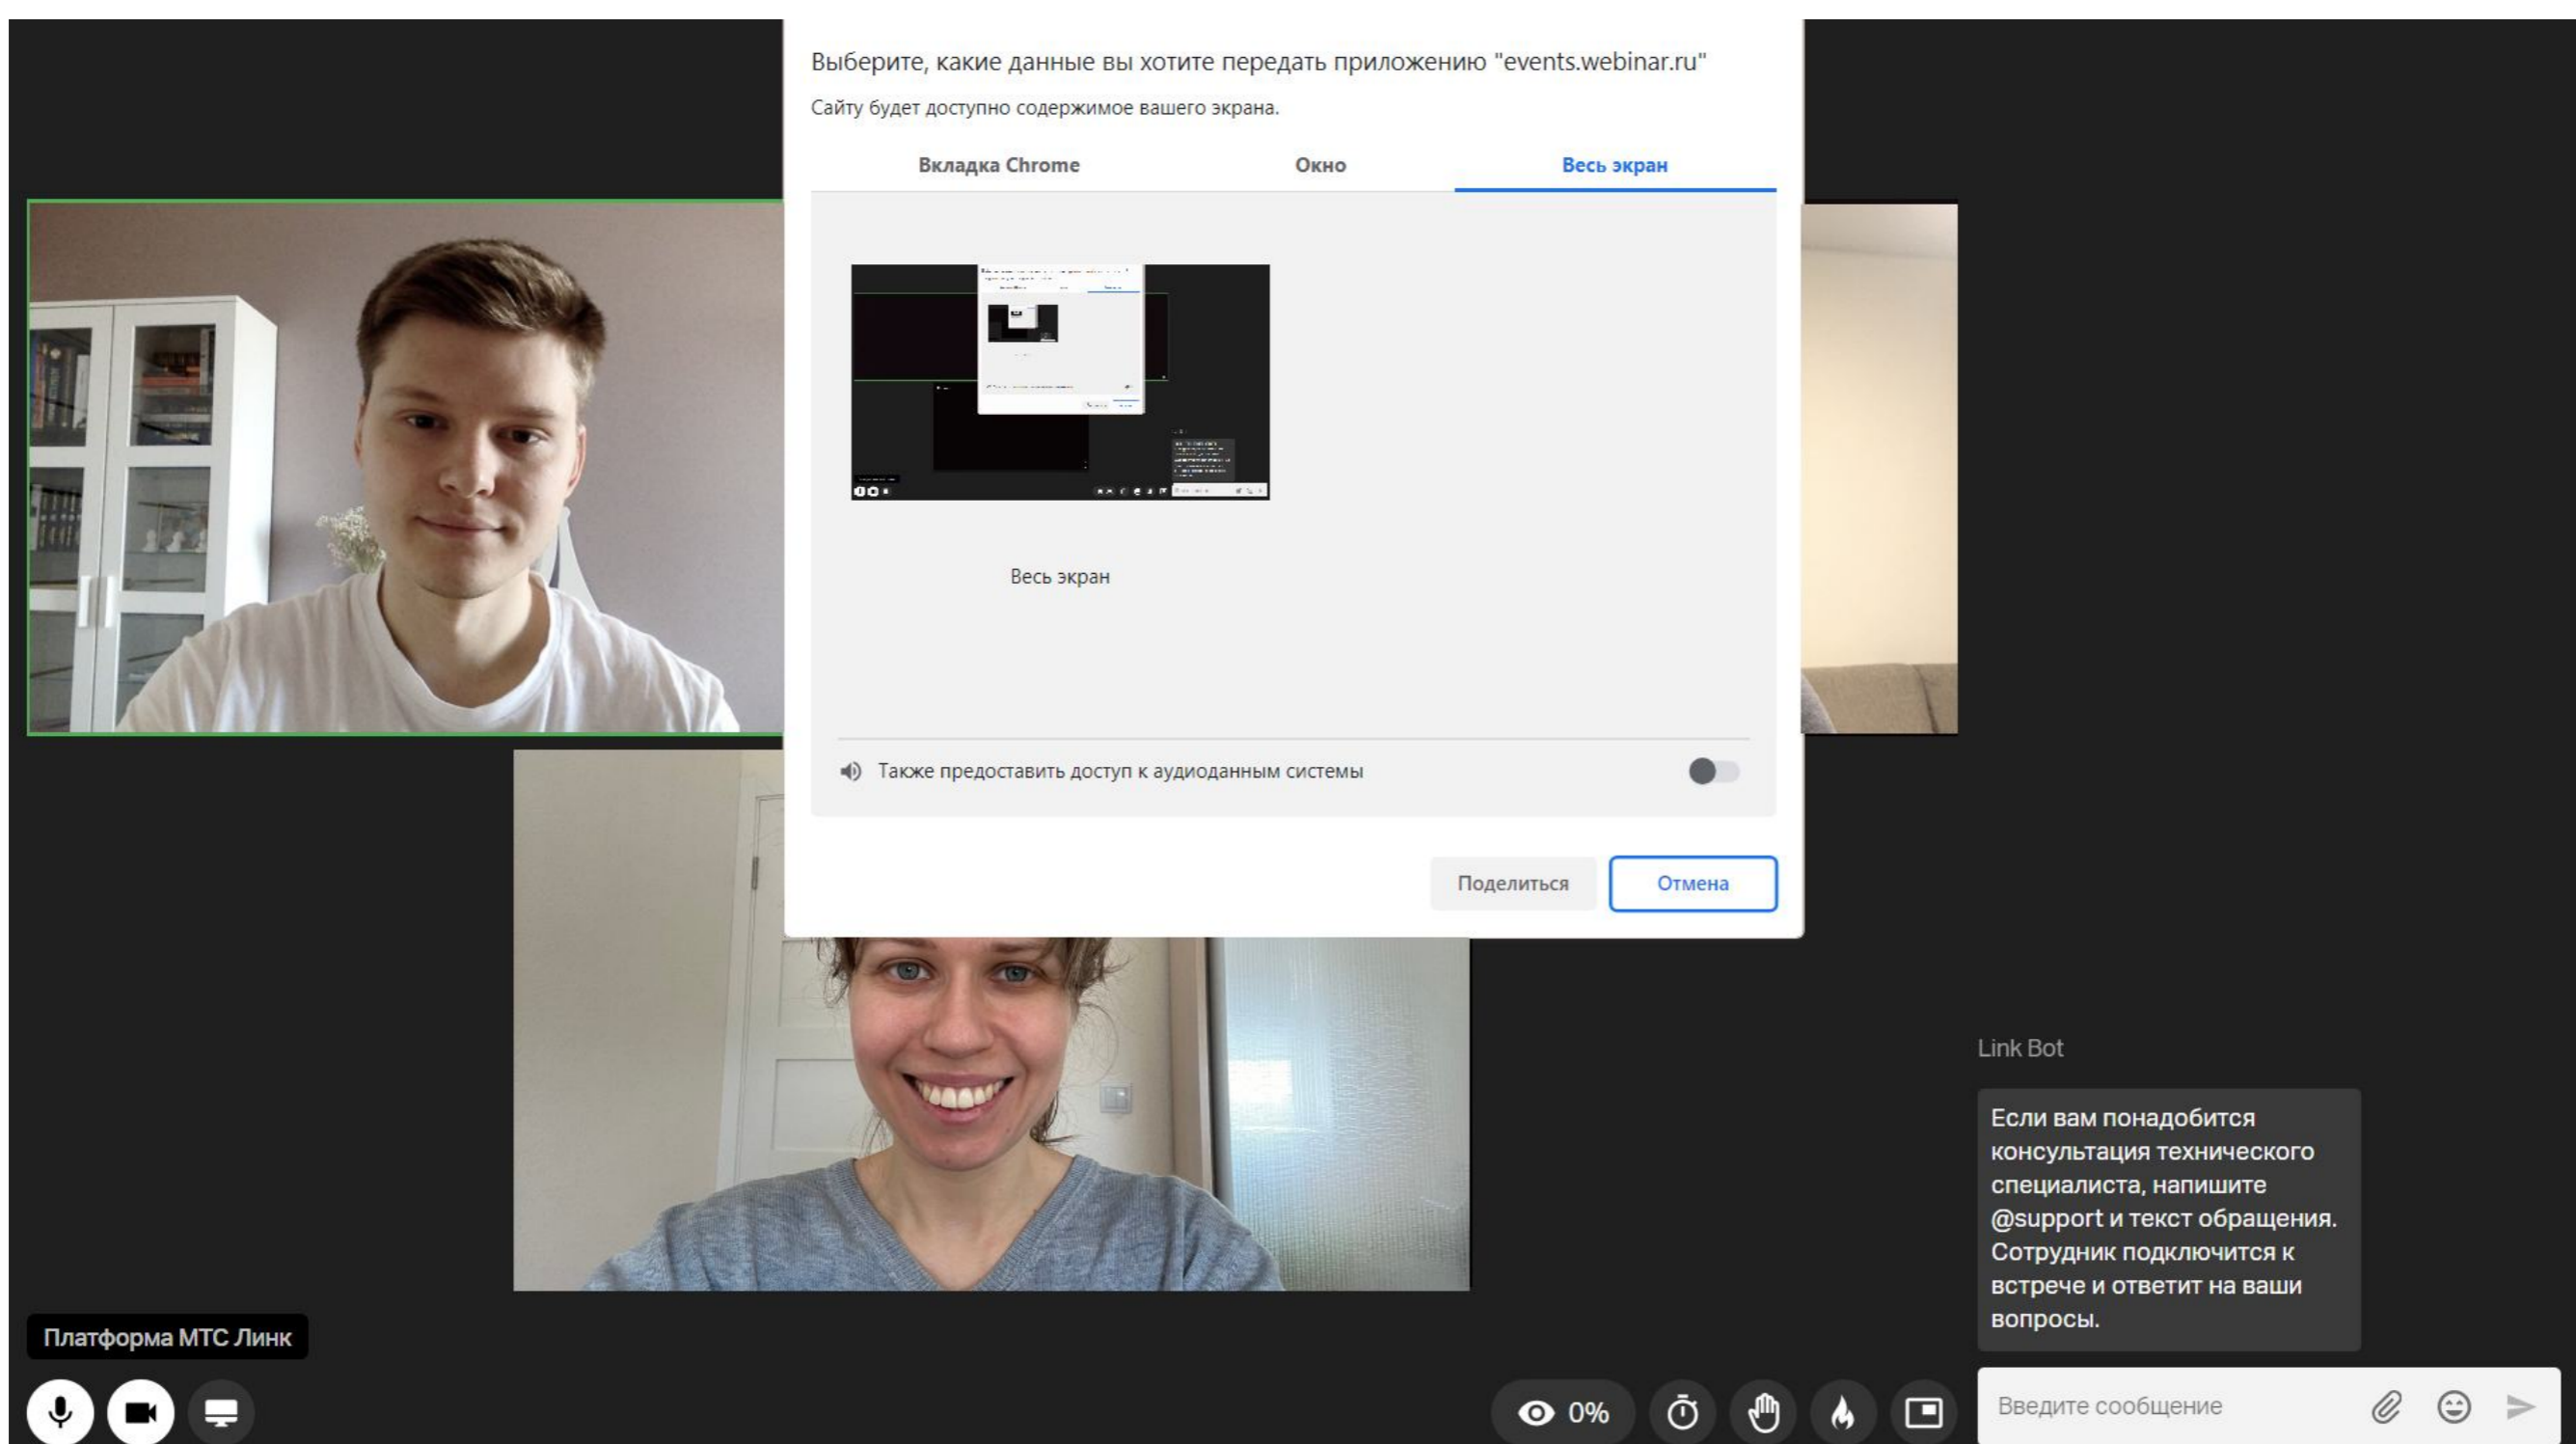 Выберите, какие данные вы хотите передать приложению "events.webinar.ru"
Сайту будет доступно содержимое вашего экрана.
Вкладка Chrome
Окно
Весь экран
Весь экран
Также предоставить доступ к аудиоданным системы
Поделиться
Отмена
Link Bot
Если вам понадобится
консультация технического
специалиста, напишите
@support и текст обращения.
Сотрудник подключится к
встрече и ответит на ваши
вопросы.
Платформа МТС Линк
0%
Введите сообщение